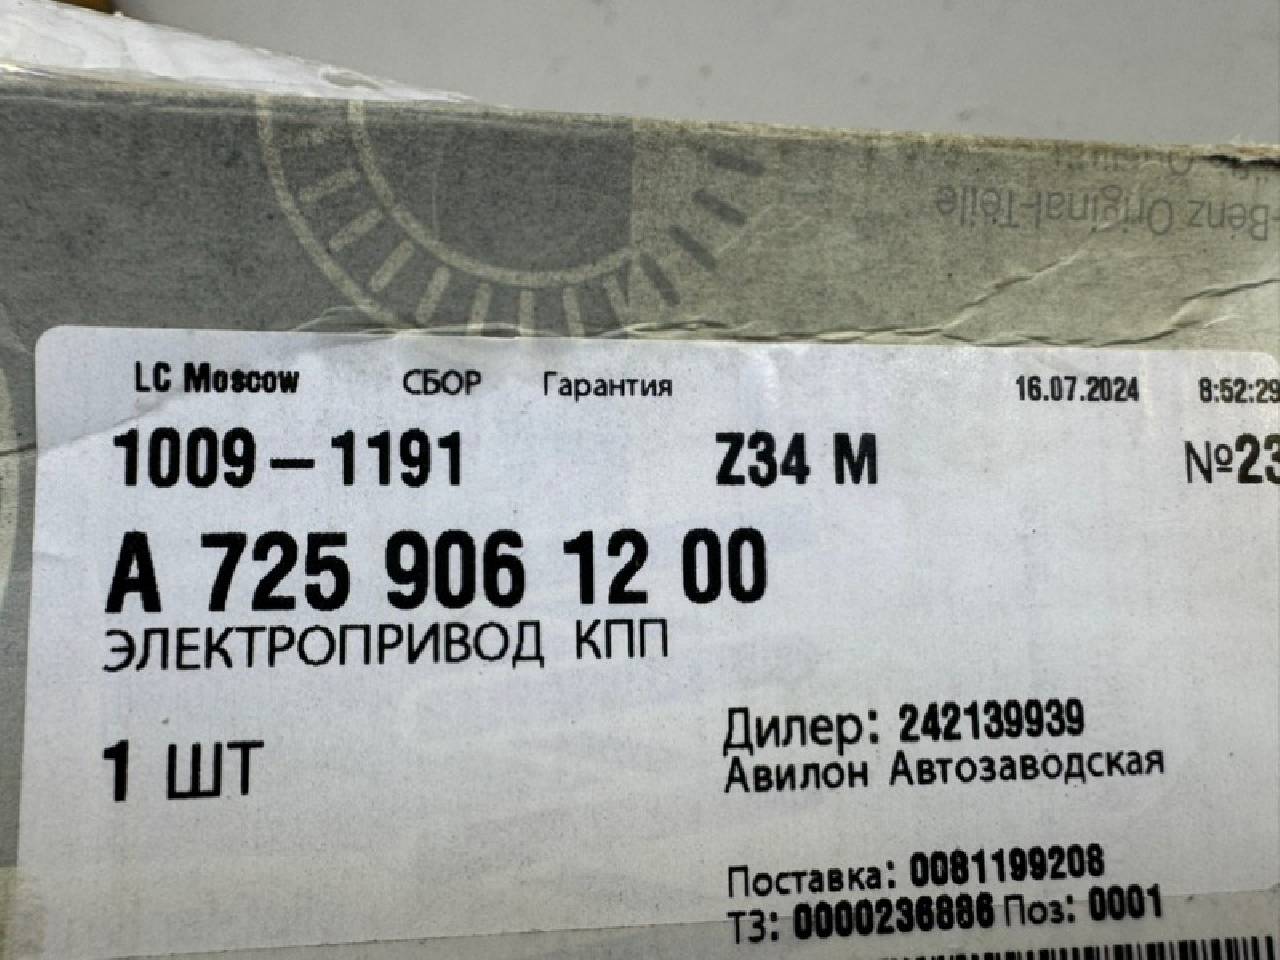 -Benz Original-Teile
LC Moscow СБОР Гарантия 16.07.2024 8:52:29
1009-1191 Z34 M №23
A 725 906 12 00
ЭЛЕКТРОПРИВОД КПП
1 ШТ
Дилер: 242139939
Авилон Автозаводская
Поставка: 0081199208
ТЗ: 0000236886 Поз: 0001